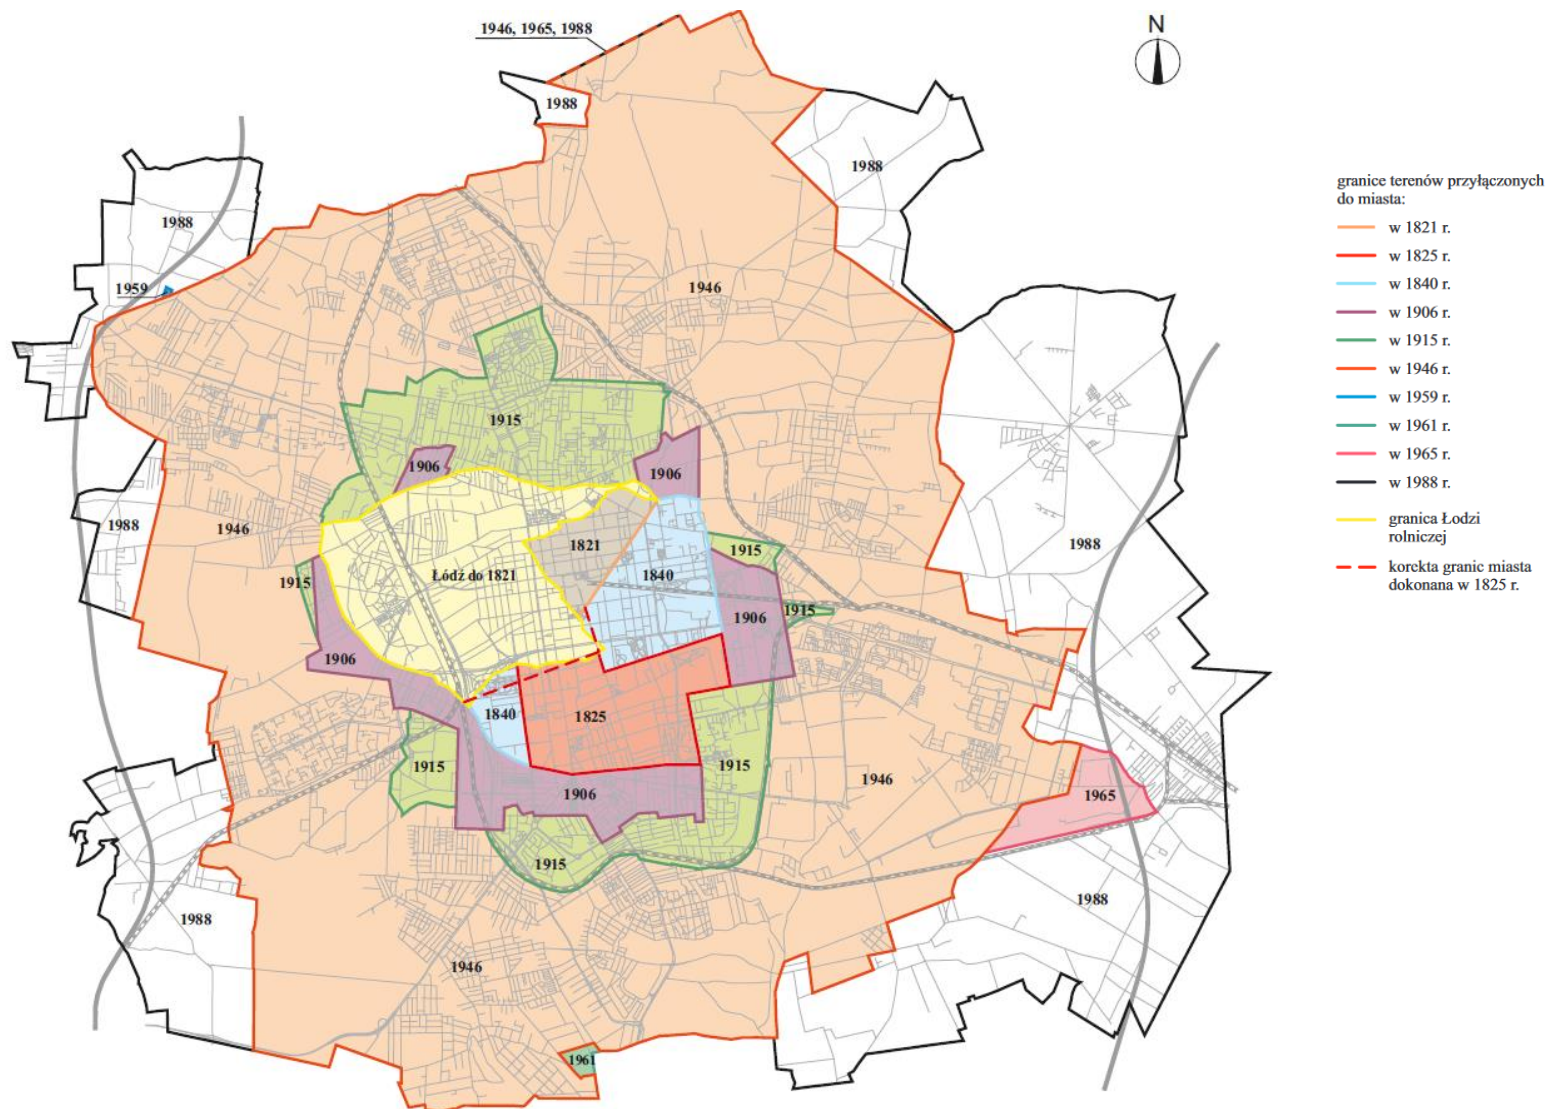 1946, 1965, 1988
N
1988
1988
1988
1959
1946
1915
1906
1906
1988
1946
1821
1915
1988
1915
Łódź do 1821
1840
1915
1906
1906
1840
1825
1915
1915
1946
1965
1906
1915
1988
1988
1946
1961
granice terenów przyłączonych
do miasta:
w 1821 r.
w 1825 r.
w 1840 r.
w 1906 r.
w 1915 r.
w 1946 r.
w 1959 r.
w 1961 r.
w 1965 r.
w 1988 r.
granica Łodzi
rolniczej
korekta granic miasta
dokonana w 1825 r.